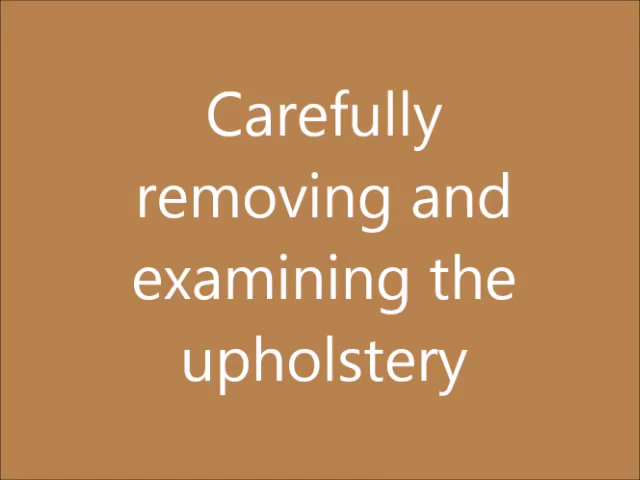 Carefully
removing and
examining the
upholstery